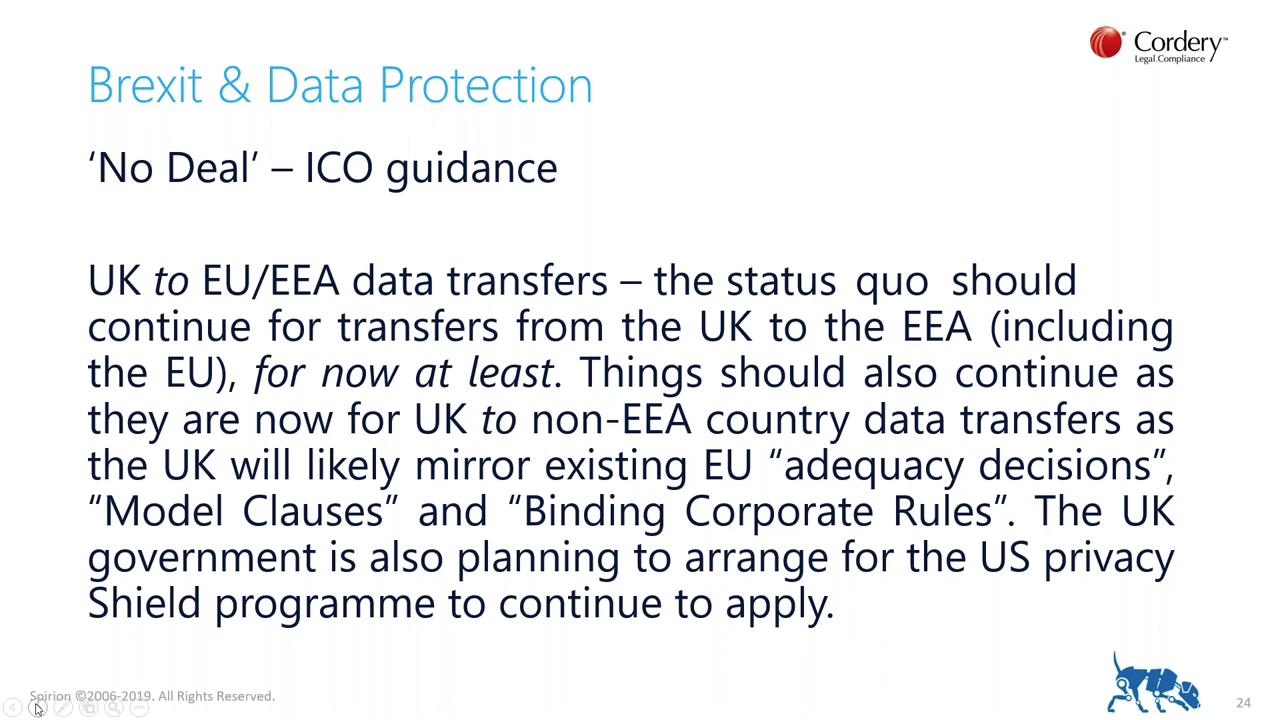 Cordery™
Legal.Compliance
Brexit & Data Protection
‘No Deal’ – ICO guidance
UK to EU/EEA data transfers – the status quo should
continue for transfers from the UK to the EEA (including
the EU), for now at least. Things should also continue as
they are now for UK to non-EEA country data transfers as
the UK will likely mirror existing EU “adequacy decisions”,
“Model Clauses” and “Binding Corporate Rules”. The UK
government is also planning to arrange for the US privacy
Shield programme to continue to apply.
Spirion ©2006-2019. All Rights Reserved.
24